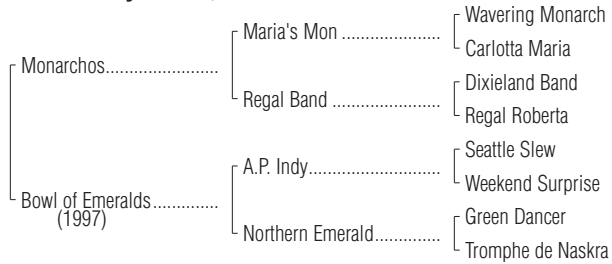 Wavering Monarch
Maria's Mon ....................
Carlotta Maria
Monarchos.......................
Dixieland Band
Regal Band ......................
Regal Roberta
Seattle Slew
A.P. Indy...........................
Weekend Surprise
Bowl of Emeralds..............
(1997)
Green Dancer
Northern Emerald..............
Tromphe de Naskra